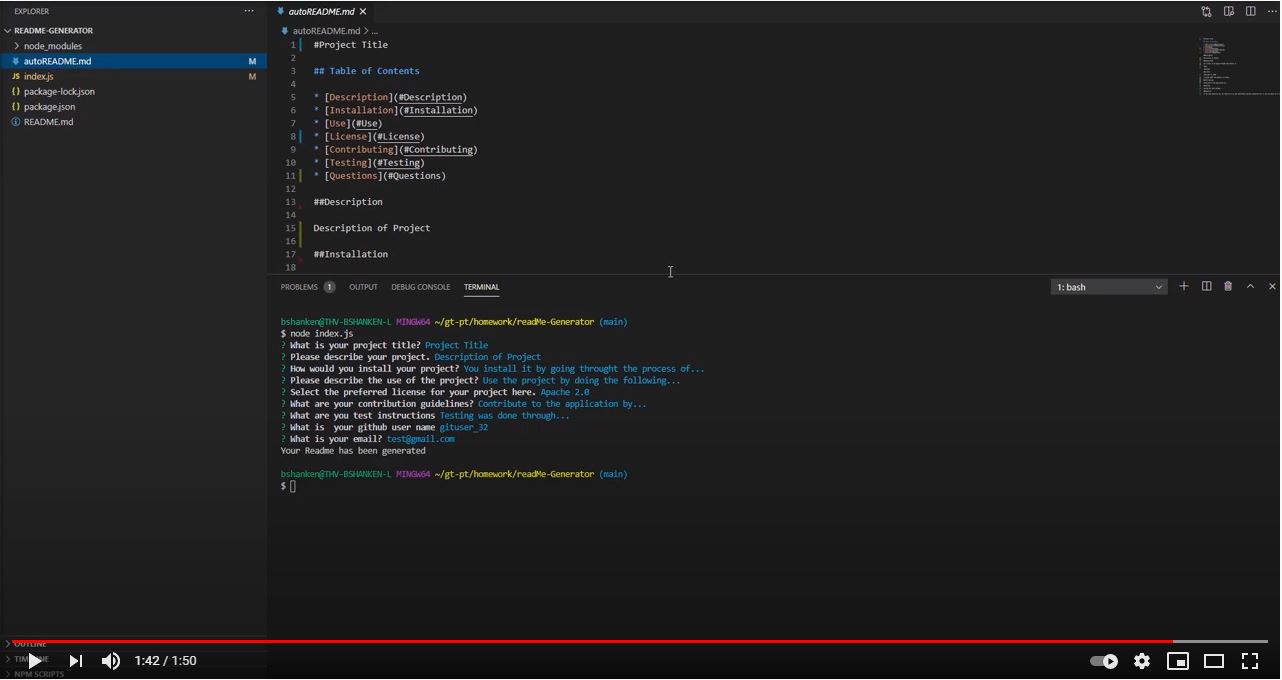 EXPLORER
···
README-GENERATOR
node_modules
autoREADME.md M
JS index.js M
{} package-lock.json
{} package.json
README.md
OUTLINE
TIMELINE
NPM SCRIPTS
autoREADME.md ×
autoREADME.md > ...
1 #Project Title
2
3 ## Table of Contents
4
5 * [Description](#Description)
6 * [Installation](#Installation)
7 * [Use](#Use)
8 * [License](#License)
9 * [Contributing](#Contributing)
10 * [Testing](#Testing)
11 * [Questions](#Questions)
12
13 ##Description
14
15 Description of Project
16
17 ##Installation
18
PROBLEMS 1 OUTPUT DEBUG CONSOLE TERMINAL 1: bash
bshanken@THV-BSHANKEN-L MINGW64 ~/gt-pt/homework/readMe-Generator (main)
$ node index.js
? What is your project title? Project Title
? Please describe your project. Description of Project
? How would you install your project? You install it by going throught the process of...
? Please describe the use of the project? Use the project by doing the following...
? Select the preferred license for your project here. Apache 2.0
? What are your contribution guidelines? Contribute to the application by...
? What are you test instructions Testing was done through...
? What is  your github user name gituser_32
? What is your email? test@gmail.com
Your Readme has been generated
bshanken@THV-BSHANKEN-L MINGW64 ~/gt-pt/homework/readMe-Generator (main)
$
1:42 / 1:50